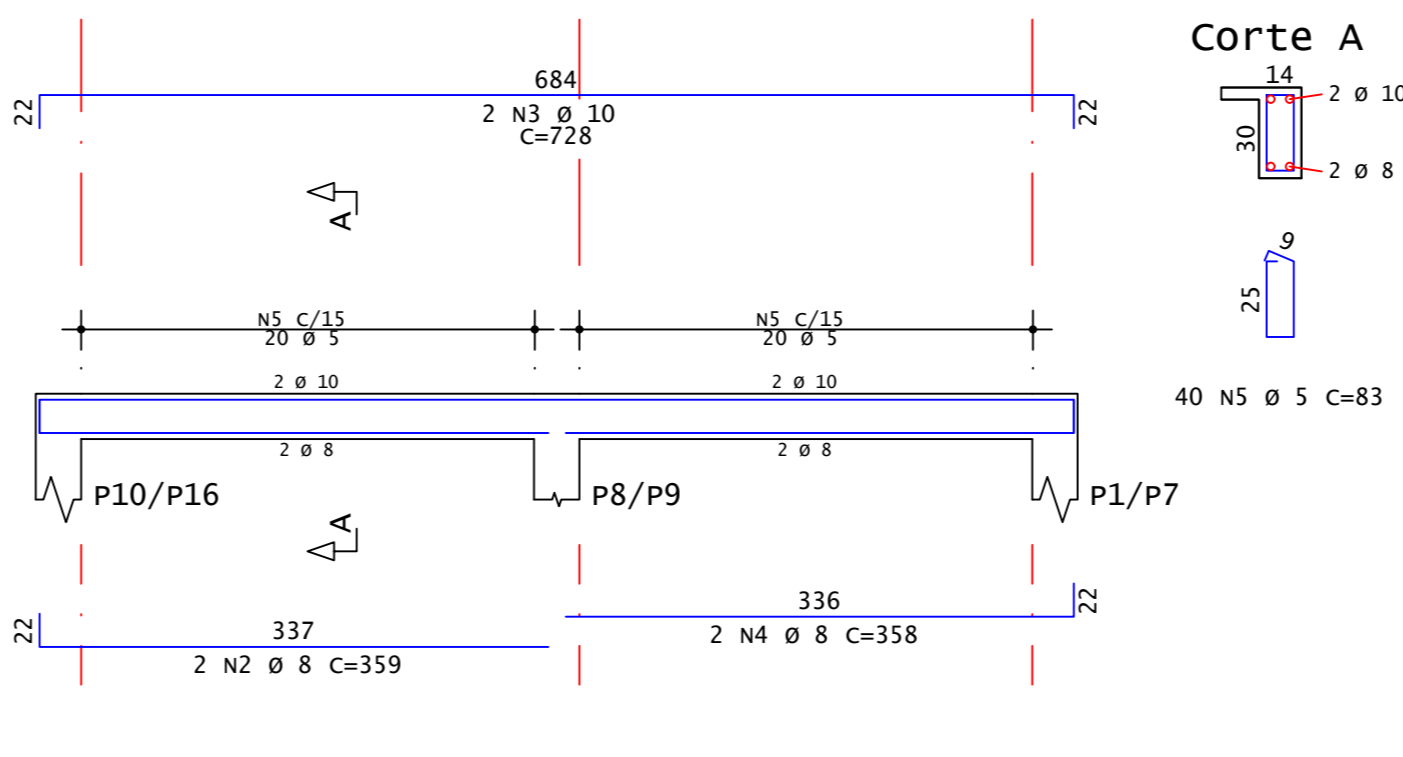 Corte A
14
2 Ø 10
30
2 Ø 8
9
25
40 N5 Ø 5 C=83
684
22
22
2 N3 Ø 10
C=728
A
N5 C/15
20 Ø 5
N5 C/15
20 Ø 5
2 Ø 10
2 Ø 10
2 Ø 8
2 Ø 8
P10/P16
P8/P9
P1/P7
A
22
337
2 N2 Ø 8 C=359
336
22
2 N4 Ø 8 C=358